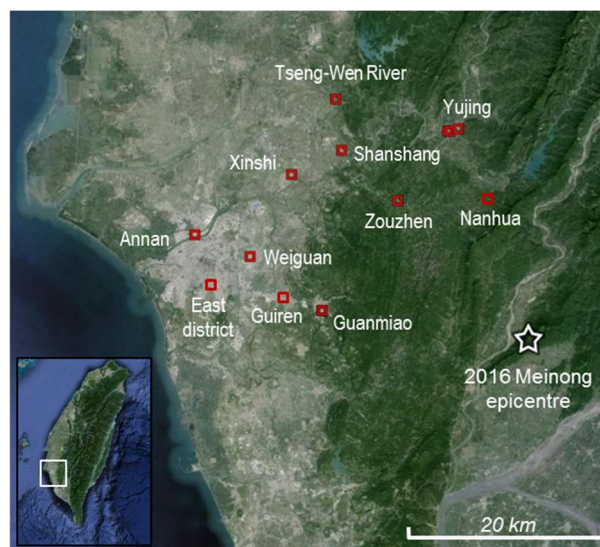 Tseng-Wen River
Yujing
Shanshang
Xinshi
Zouzhen
Nanhua
Annan
Weiguan
East
district
Guiren
Guanmiao
2016 Meinong
epicentre
20 km